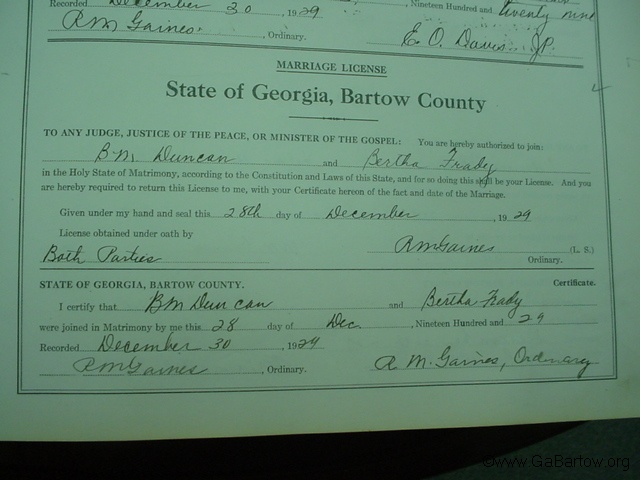 Recorded December 30, 1929 , Nineteen Hundred and twenty nine
RM Gaines , Ordinary. E. O. Davis. JP.
MARRIAGE LICENSE
State of Georgia, Bartow County
TO ANY JUDGE, JUSTICE OF THE PEACE, OR MINISTER OF THE GOSPEL: You are hereby authorized to join:
B M. Duncan and Bertha Frady
in the Holy State of Matrimony, according to the Constitution and Laws of this State, and for so doing this shall be your License. And you
are hereby required to return this License to me, with your Certificate hereon of the fact and date of the Marriage.
Given under my hand and seal this 28th day of December , 1929
License obtained under oath by
Both Parties RM Gaines (L. S.)
Ordinary.
STATE OF GEORGIA, BARTOW COUNTY. Certificate.
I certify that BM Duncan and Bertha Frady
were joined in Matrimony by me this 28 day of Dec. , Nineteen Hundred and 29
Recorded December 30 , 1929
RM Gaines , Ordinary. R. M. Gaines, Ordinary
©www.GaBartow.org